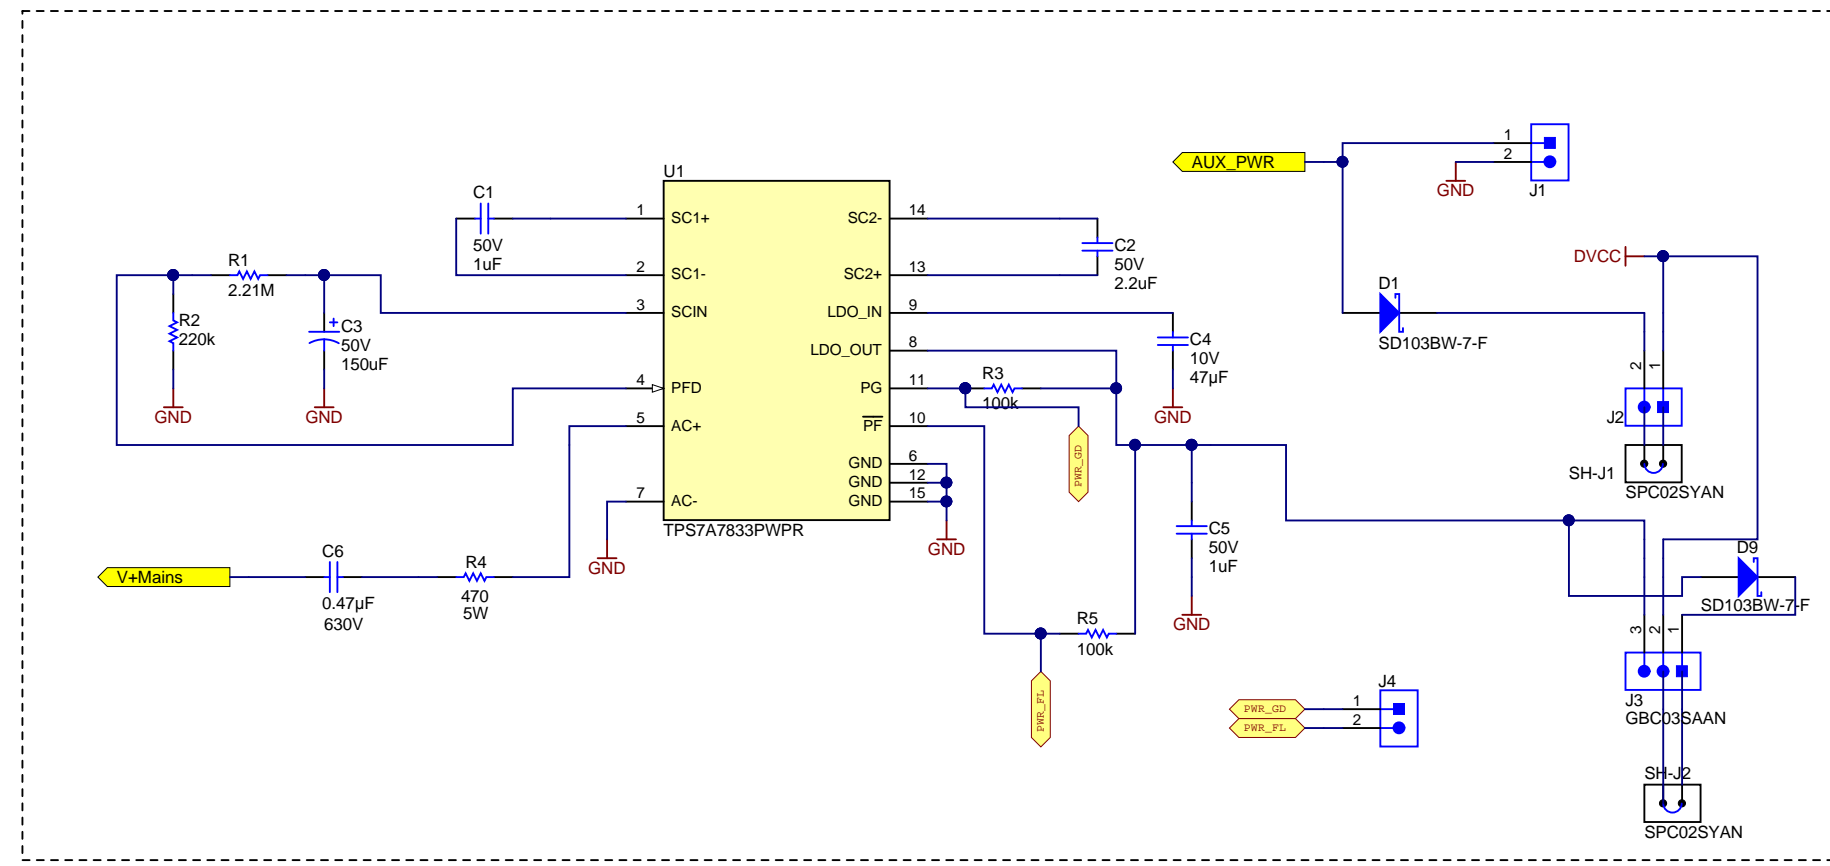 U1
C1
50V
1uF
R1
2.21M
R2
220k
C3
50V
150uF
GND
GND
1
2
3
4
5
7
SC1+
SC1-
SCIN
PFD
AC+
AC-
SC2-
SC2+
LDO_IN
LDO_OUT
PG
PF
GND
GND
GND
14
13
9
8
11
10
6
12
15
TPS7A7833PWPR
GND
GND
V+Mains
C6
0.47µF
630V
R4
470
5W
C2
50V
2.2uF
C4
10V
47µF
GND
R3
100k
PWR_GD
C5
50V
1uF
GND
R5
100k
PWR_FL
AUX_PWR
1
2
GND
J1
DVCC
D1
SD103BW-7-F
2
1
J2
SH-J1
SPC02SYAN
D9
SD103BW-7-F
3
2
1
J3
GBC03SAAN
SH-J2
SPC02SYAN
J4
PWR_GD
1
PWR_FL
2